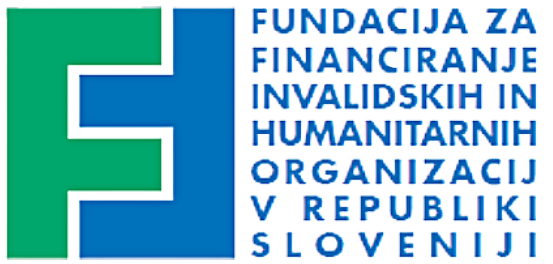 FUNDACIJA ZA
FINANCIRANJE
INVALIDSKIH IN
HUMANITARNIH
ORGANIZACIJ
V REPUBLIKI
SLOVENIJI